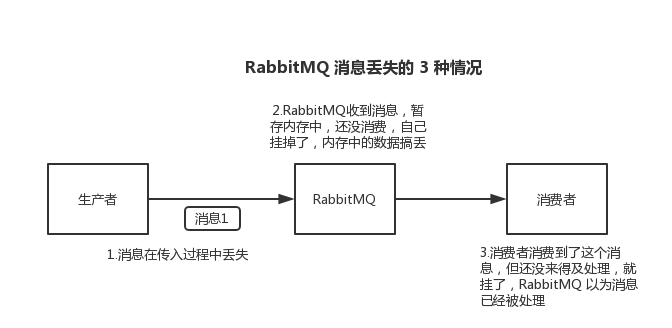 RabbitMQ 消息丢失的 3 种情况
2.RabbitMQ收到消息，暂
存内存中，还没消费，自己
挂掉了，内存中的数据搞丢
生产者
消息1
RabbitMQ
消费者
1.消息在传入过程中丢失
3.消费者消费到了这个消
息，但还没来得及处理，就
挂了，RabbitMQ 以为消息
已经被处理